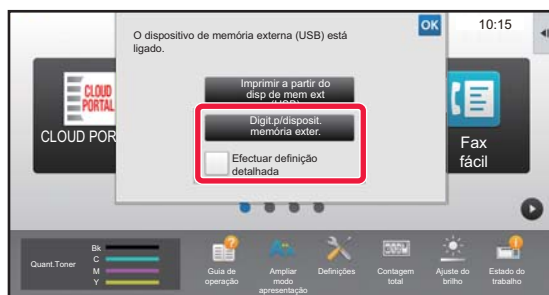 O dispositivo de memória externa (USB) está
ligado.
OK
10:15
Imprimir a partir do
disp de mem ext
(USB)
Digit.p/disposit.
memória exter.
Efectuar definição
detalhada
CLOUD
PORTAL
CLOUD POR
Fax
fácil
Quant.Toner
Bk
C
M
Y
Guia de
operação
Ampliar
modo
apresentação
Definições
Contagem
total
Ajuste do
brilho
Estado do
trabalho